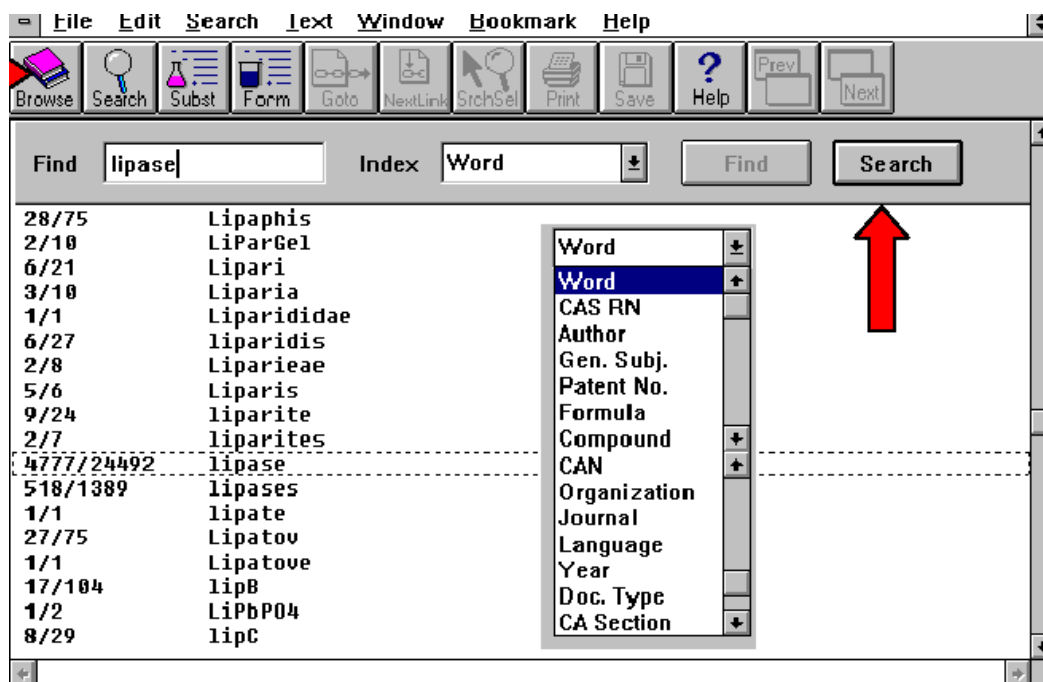 File Edit Search Text Window Bookmark Help
Browse Search Subst Form Goto NextLink SrchSel Print Save Help Prev Next
Find lipase Index Word Find Search
28/75 Lipaphis
2/10 LiParGel
6/21 Lipari
3/10 Liparia
1/1 Liparididae
6/27 liparidis
2/8 Liparieae
5/6 Liparis
9/24 liparite
2/7 liparites
4777/24492 lipase
518/1389 lipases
1/1 lipate
27/75 Lipatov
1/1 Lipatove
17/104 lipB
1/2 LiPbPO4
8/29 lipC
Word
Word
CAS RN
Author
Gen. Subj.
Patent No.
Formula
Compound
CAN
Organization
Journal
Language
Year
Doc. Type
CA Section